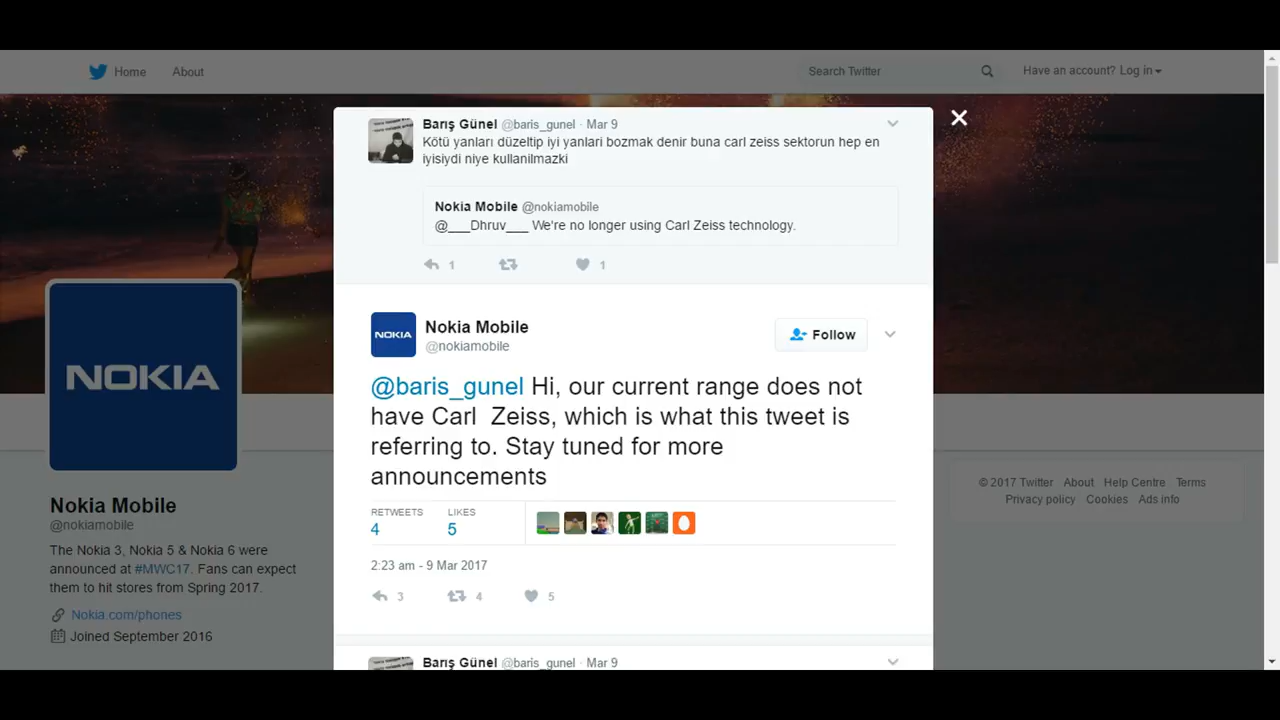 Home About Search Twitter Have an account? Log in
Barış Günel @baris_gunel · Mar 9
Kötü yanları düzeltip iyi yanlari bozmak denir buna carl zeiss sektorun hep en
iyisiydi niye kullanilmazki
Nokia Mobile @nokiamobile
@___Dhruv___ We're no longer using Carl Zeiss technology.
1 1
NOKIA
Nokia Mobile
@nokiamobile
Follow
@baris_gunel Hi, our current range does not
have Carl Zeiss, which is what this tweet is
referring to. Stay tuned for more
announcements
RETWEETS LIKES
4 5
2:23 am - 9 Mar 2017
3 4 5
Barış Günel @baris_gunel · Mar 9
NOKIA
Nokia Mobile
@nokiamobile
The Nokia 3, Nokia 5 & Nokia 6 were
announced at #MWC17. Fans can expect
them to hit stores from Spring 2017.
Nokia.com/phones
Joined September 2016
© 2017 Twitter About Help Centre Terms
Privacy policy Cookies Ads info